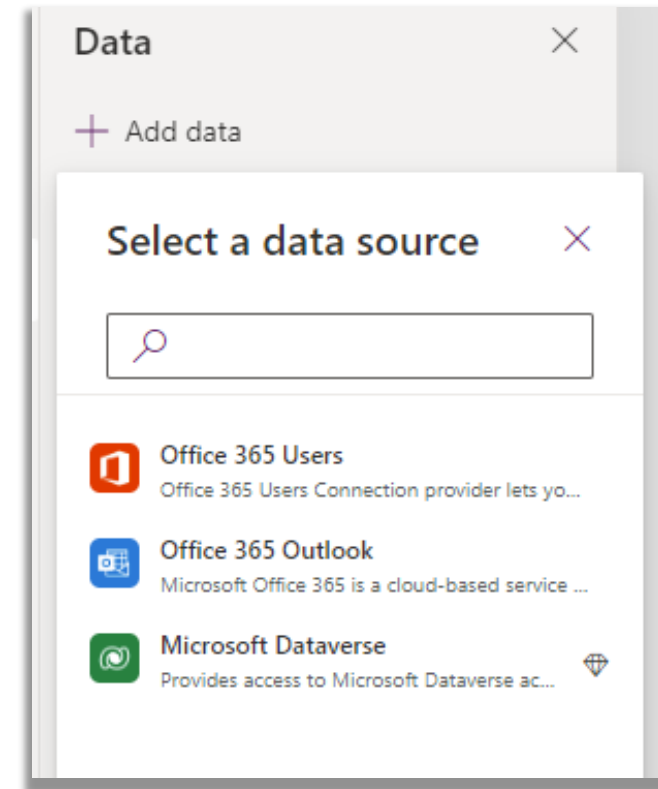 Data
Add data
Select a data source
Office 365 Users
Office 365 Users Connection provider lets yo...
Office 365 Outlook
Microsoft Office 365 is a cloud-based service ...
Microsoft Dataverse
Provides access to Microsoft Dataverse ac...